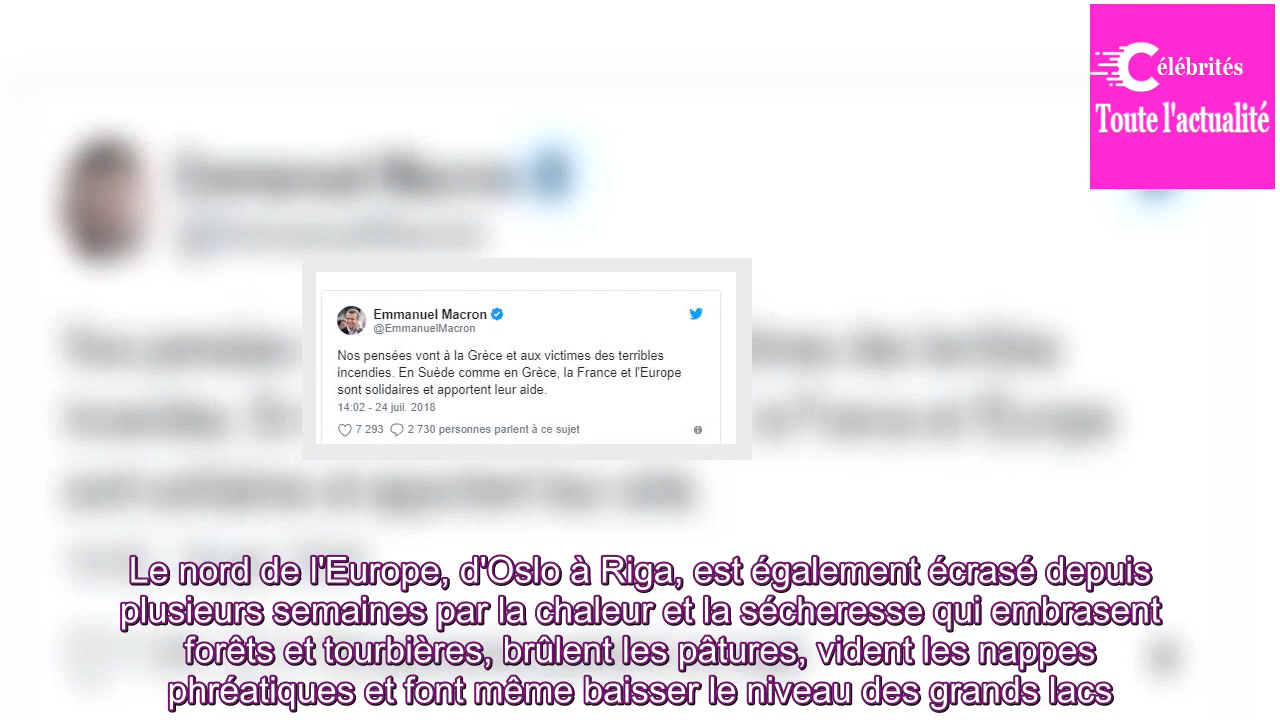 Célébrités
Toute l'actualité
Emmanuel Macron
@EmmanuelMacron
Nos pensées vont à la Grèce et aux victimes des terribles
incendies. En Suède comme en Grèce, la France et l'Europe
sont solidaires et apportent leur aide.
14:02 - 24 juil. 2018
7 293 2 730 personnes parlent à ce sujet
Le nord de l'Europe, d'Oslo à Riga, est également écrasé depuis
plusieurs semaines par la chaleur et la sécheresse qui embrasent
forêts et tourbières, brûlent les pâtures, vident les nappes
phréatiques et font même baisser le niveau des grands lacs